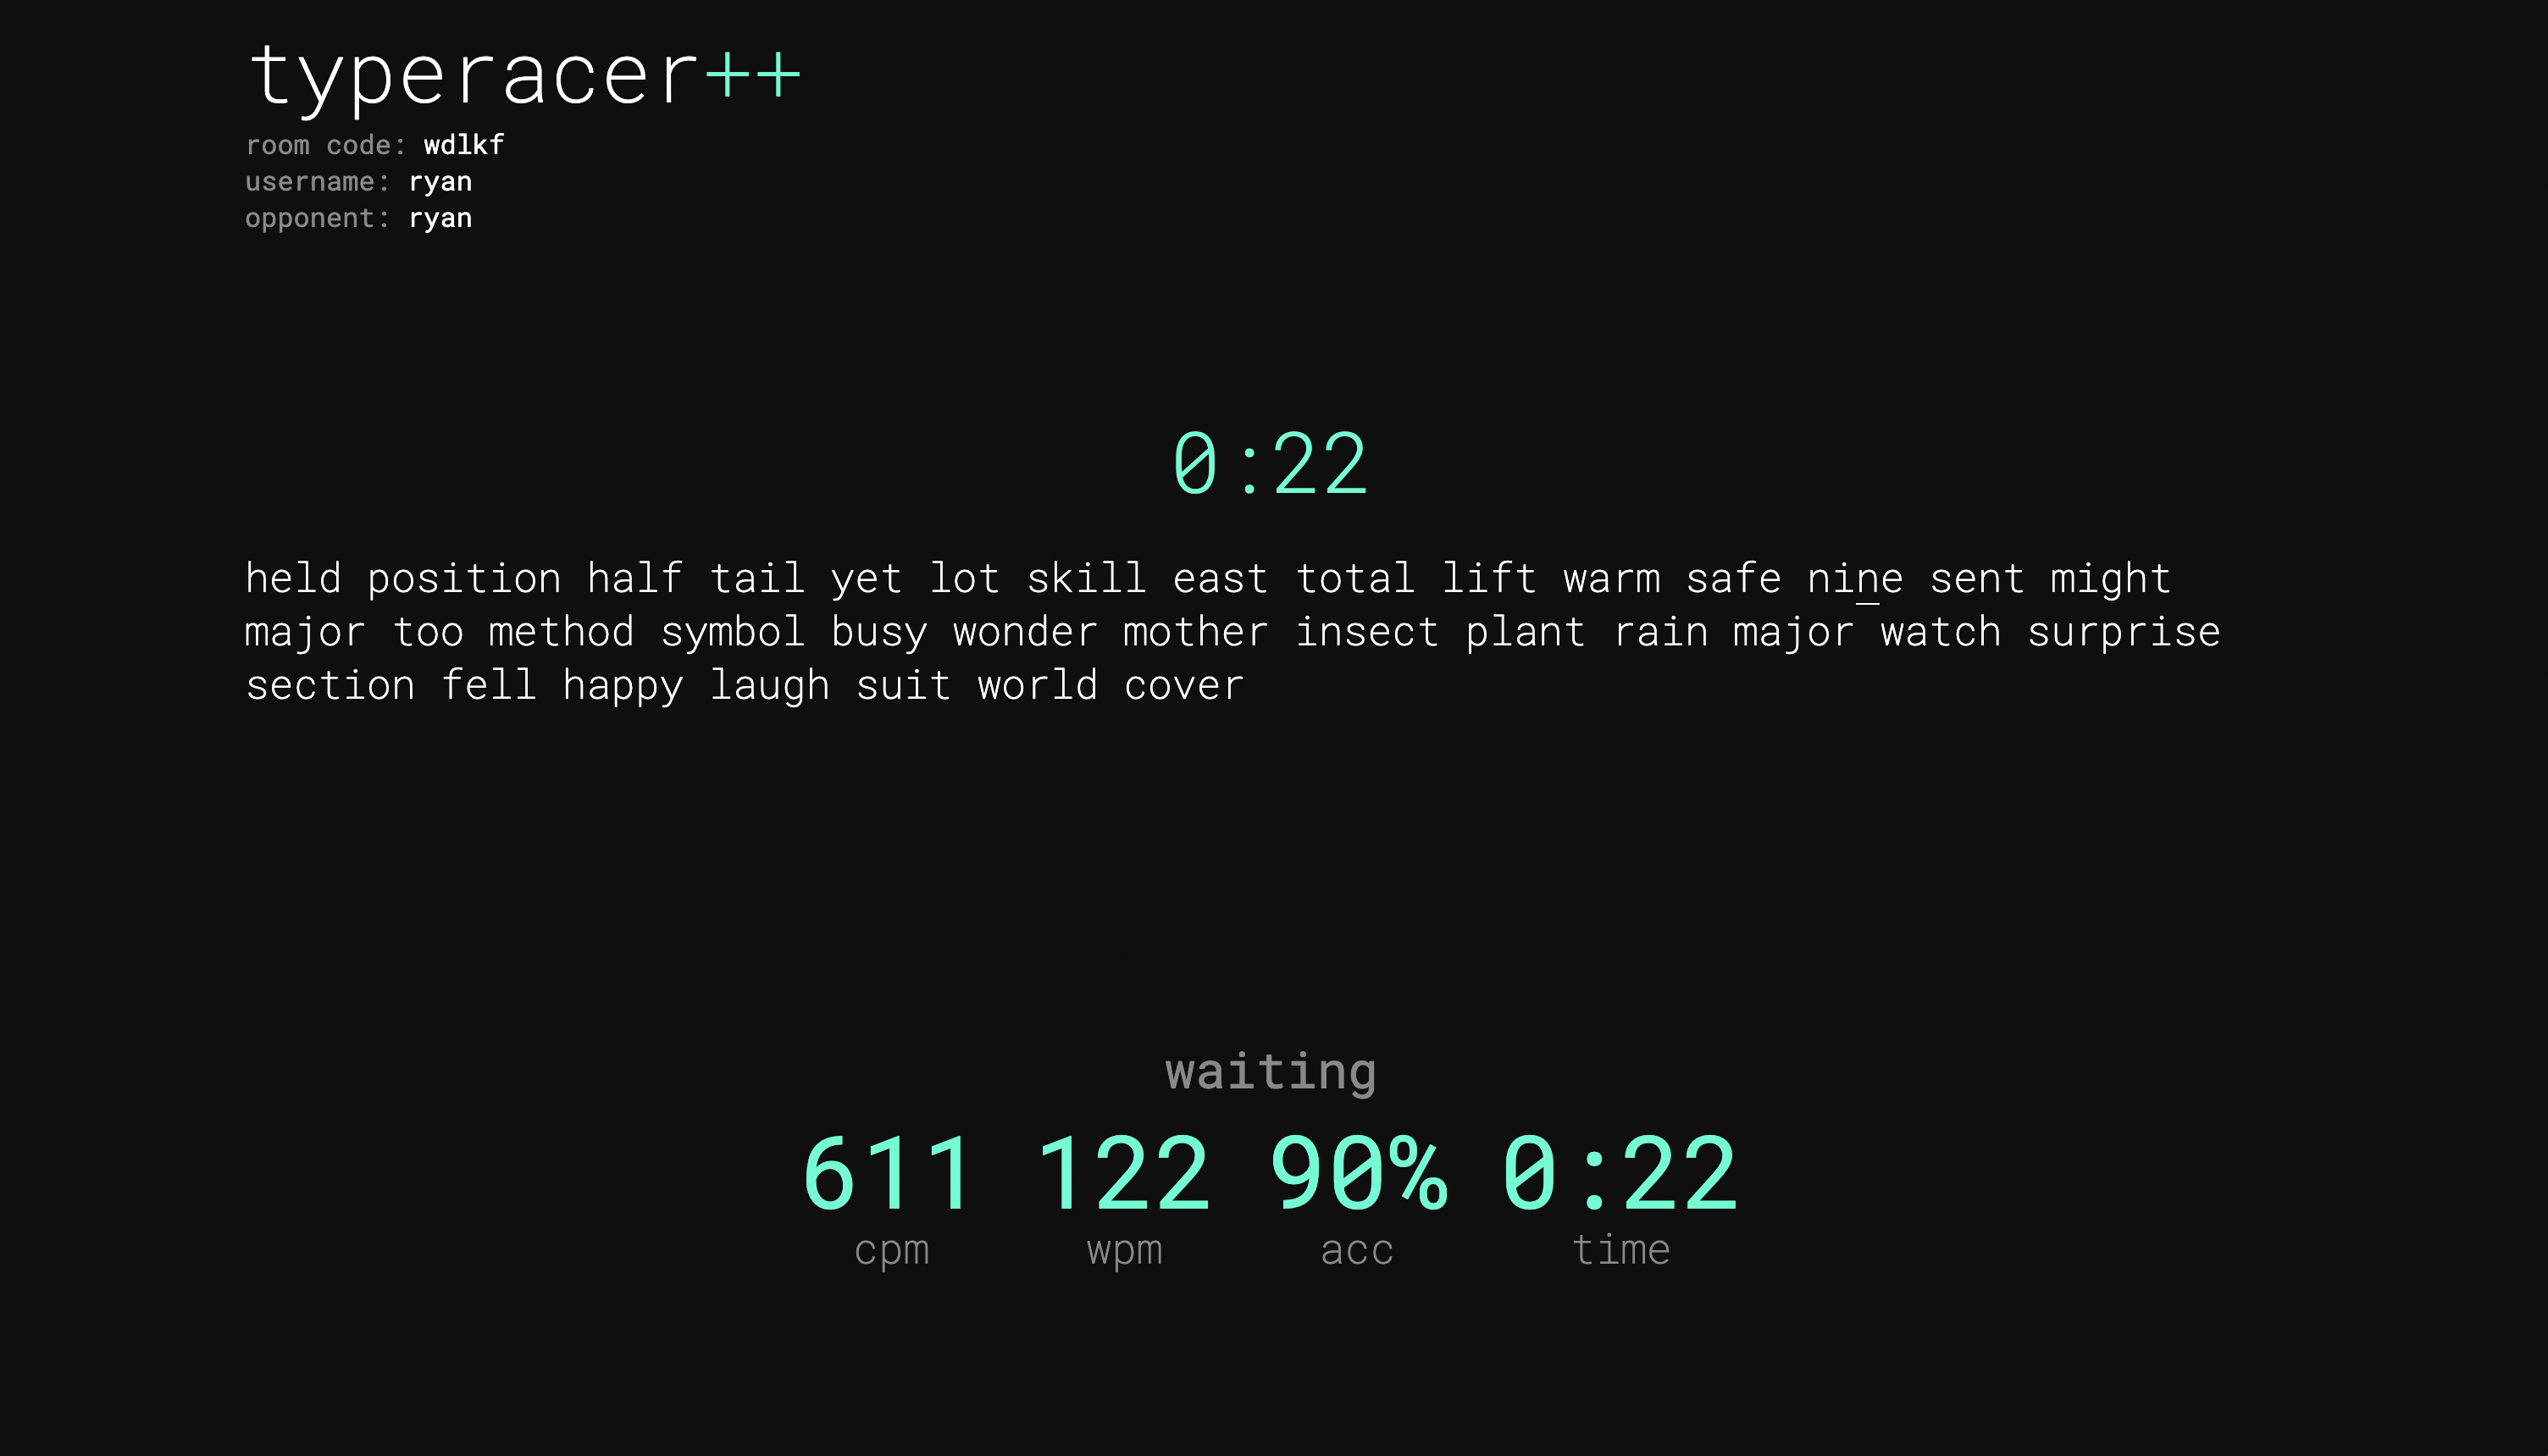 typeracer++
room code: wdlkf
username: ryan
opponent: ryan
0:22
held position half tail yet lot skill east total lift warm safe nine sent might
major too method symbol busy wonder mother insect plant rain major watch surprise
section fell happy laugh suit world cover
waiting
611 122 90% 0:22
cpm wpm acc time